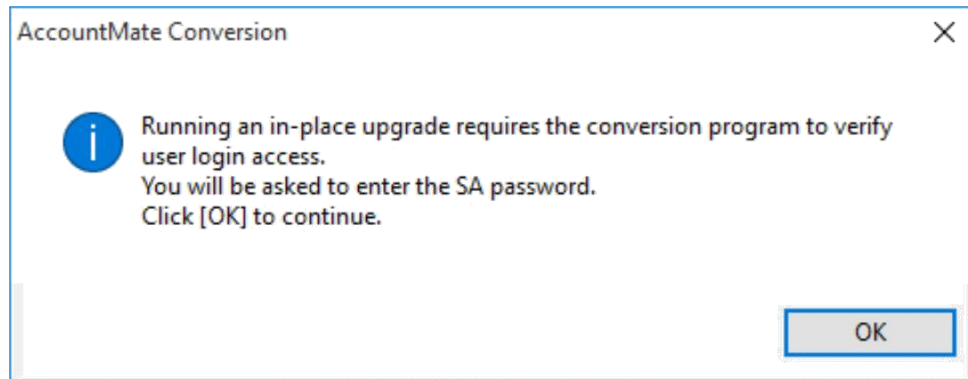 AccountMate Conversion
Running an in-place upgrade requires the conversion program to verify
user login access.
You will be asked to enter the SA password.
Click [OK] to continue.
OK